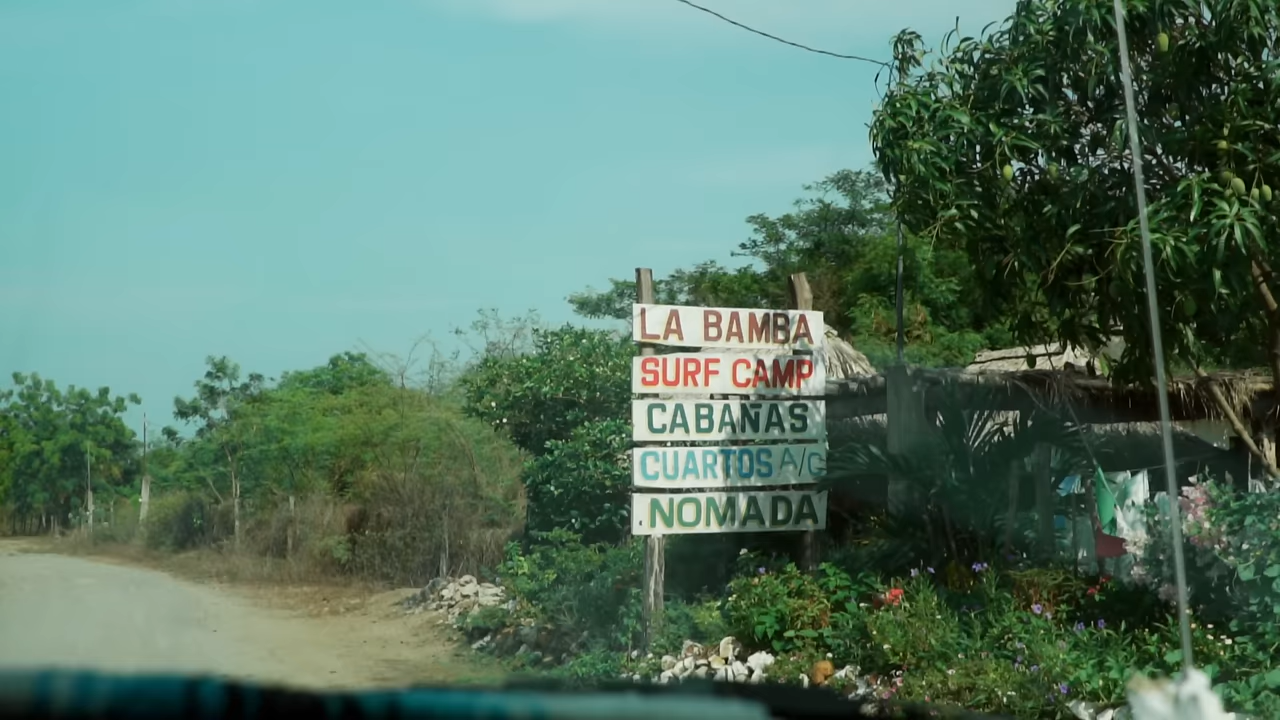 LA BAMBA
SURF CAMP
CABAÑAS
CUARTOS A/C
NOMADA